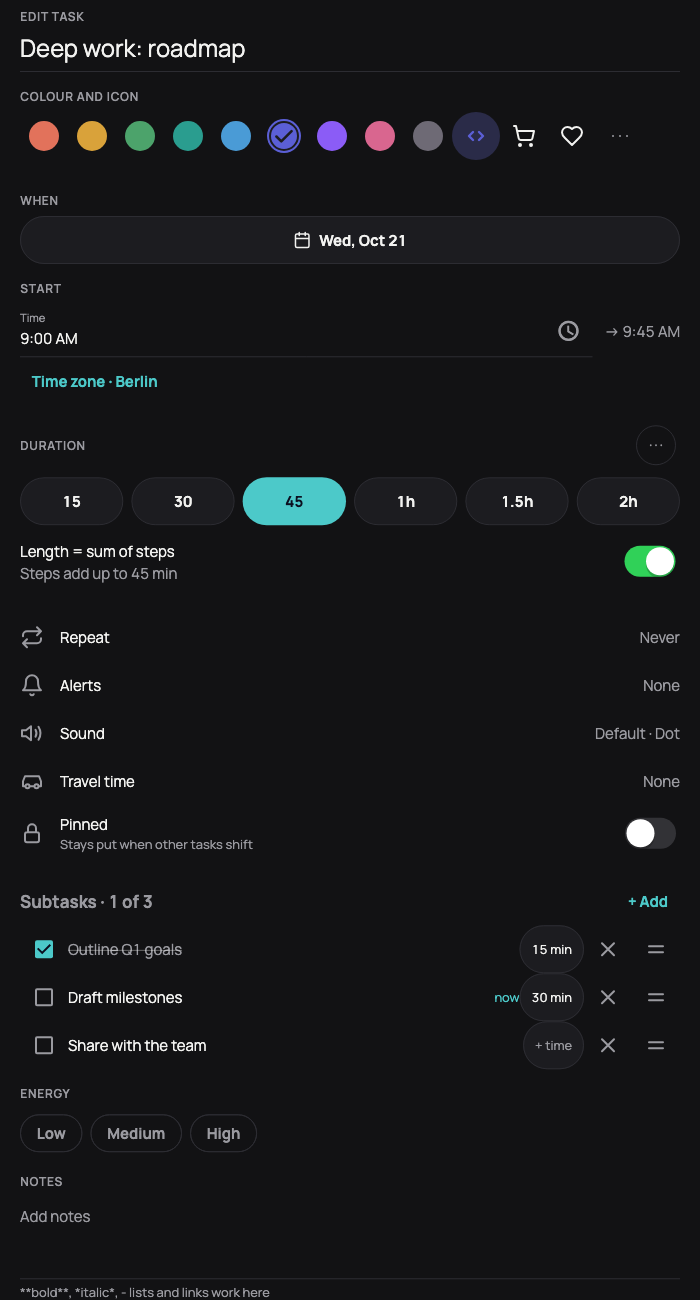 EDIT TASK
Deep work: roadmap
COLOUR AND ICON
WHEN
Wed, Oct 21
START
Time
9:00 AM
→ 9:45 AM
Time zone · Berlin
DURATION
15 30 45 1h 1.5h 2h
Length = sum of steps
Steps add up to 45 min
Repeat Never
Alerts None
Sound Default · Dot
Travel time None
Pinned
Stays put when other tasks shift
Subtasks · 1 of 3 + Add
Outline Q1 goals 15 min
Draft milestones now 30 min
Share with the team + time
ENERGY
Low Medium High
NOTES
Add notes
**bold**, *italic*, - lists and links work here